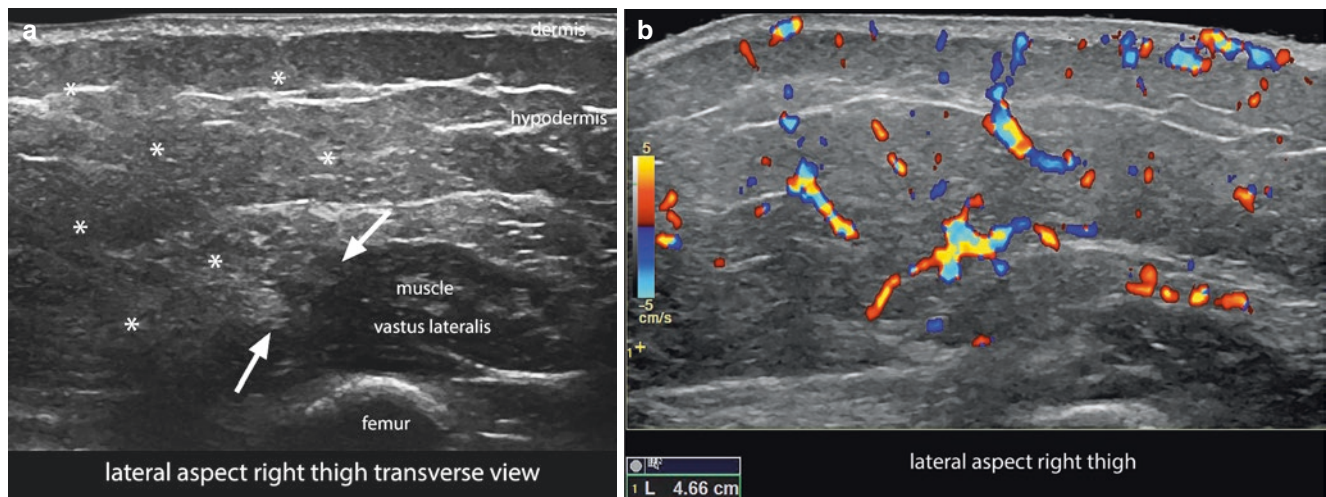 a
dermis
hypodermis
muscle
vastus lateralis
femur
lateral aspect right thigh transverse view
b
5
-5
cm/s
1
lateral aspect right thigh
1 L 4.66 cm